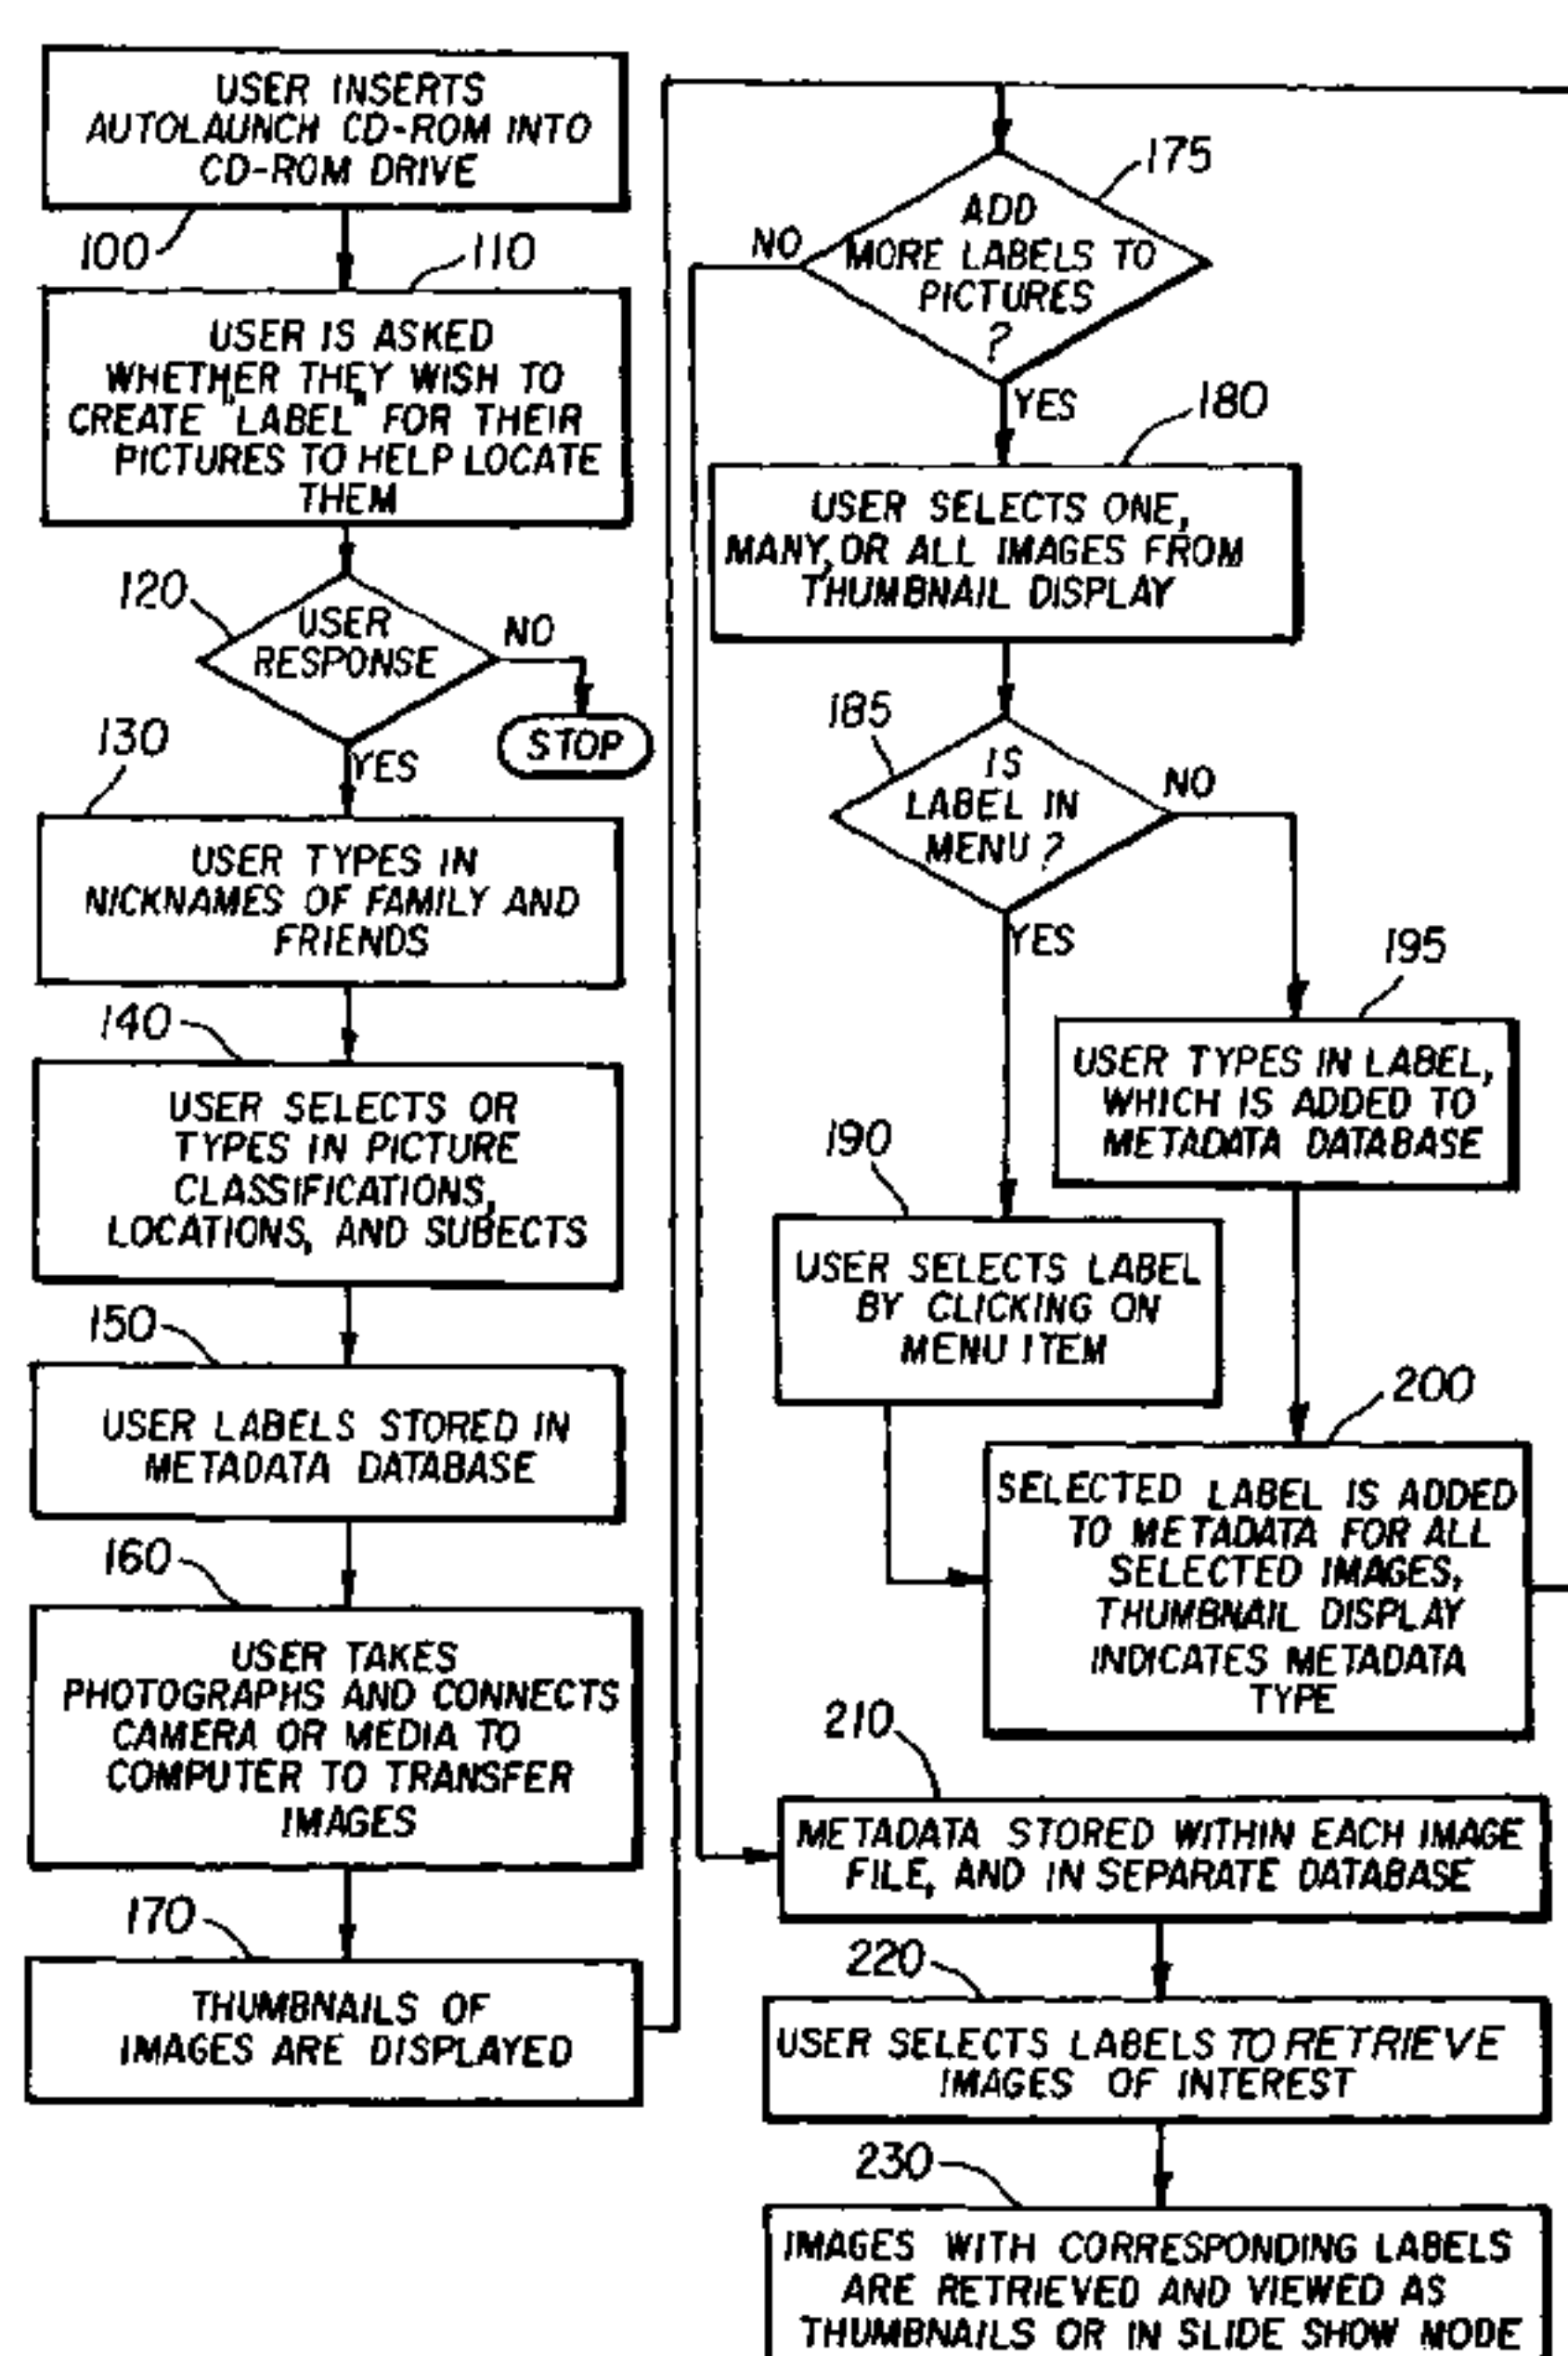 USER INSERTS
AUTOLAUNCH CD-ROM INTO
CD-ROM DRIVE
100
110
USER IS ASKED
WHETHER THEY WISH TO
CREATE "LABEL" FOR THEIR
PICTURES TO HELP LOCATE
THEM
120
USER
RESPONSE
NO
STOP
YES
130
USER TYPES IN
NICKNAMES OF FAMILY AND
FRIENDS
140
USER SELECTS OR
TYPES IN PICTURE
CLASSIFICATIONS,
LOCATIONS, AND SUBECTS
150
USER LABELS STORED IN
METADATA DATABASE
160
USER TAKES
PHOTOGRAPHS AND CONNECTS
CAMERA OR MEDIA TO
COMPUTER TO TRANSFER
IMAGES
170
THUMBNAILS OF
IMAGES ARE DISPLAYED
175
ADD
MORE LABELS TO
PICTURES
?
NO
YES
180
USER SELECTS ONE,
MANY, OR ALL IMAGES FROM
THUMBNAIL DISPLAY
185
IS
LABEL IN
MENU ?
NO
YES
195
USER TYPES IN LABEL,
WHICH IS ADDED TO
METADATA DATABASE
190
USER SELECTS LABEL
BY CLICKING ON
MENU ITEM
200
SELECTED LABEL IS ADDED
TO METADATA FOR ALL
SELECTED IMAGES,
THUMBNAIL DISPLAY
INDICATES METADATA
TYPE
210
METADATA STORED WITHIN EACH IMAGE
FILE, AND IN SEPARATE DATABASE
220
USER SELECTS LABELS TO RETRIEVE
IMAGES OF INTEREST
230
IMAGES WITH CORRESPONDING LABELS
ARE RETRIEVED AND VIEWED AS
THUMBNAILS OR IN SLIDE SHOW MODE